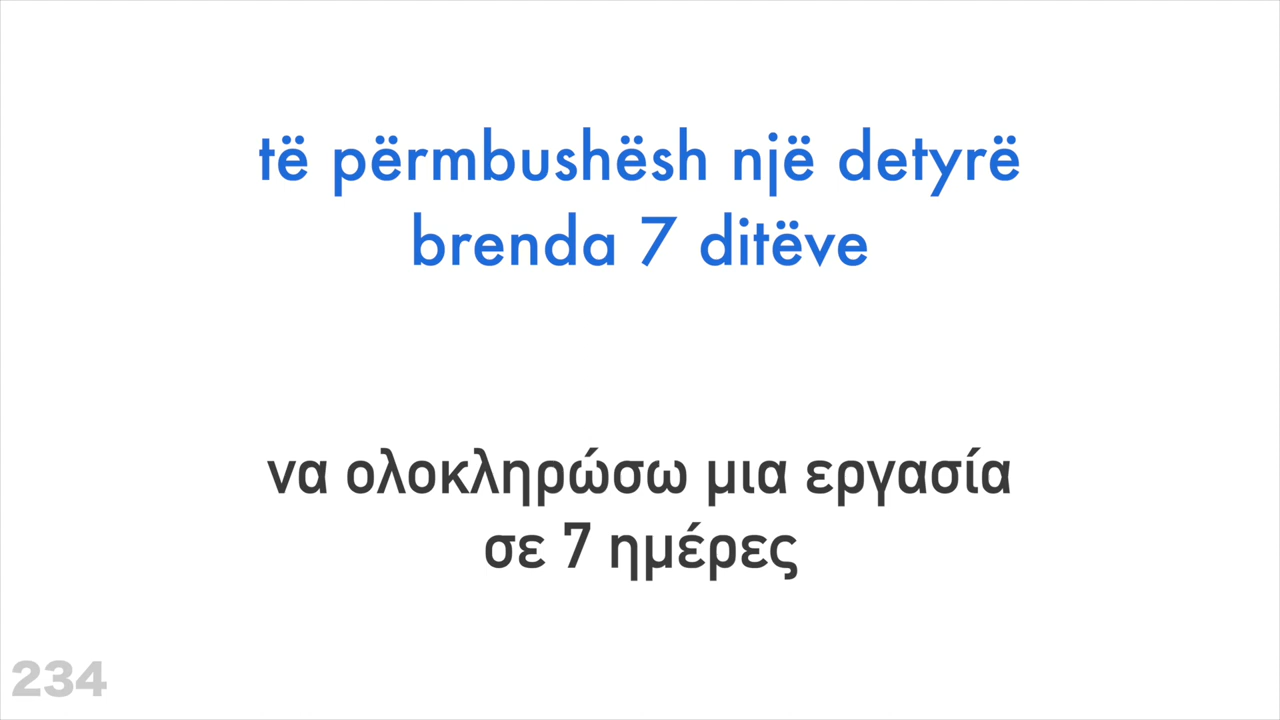 të përmbushësh një detyrë
brenda 7 ditëve
να ολοκληρώσω μια εργασία
σε 7 ημέρες
234